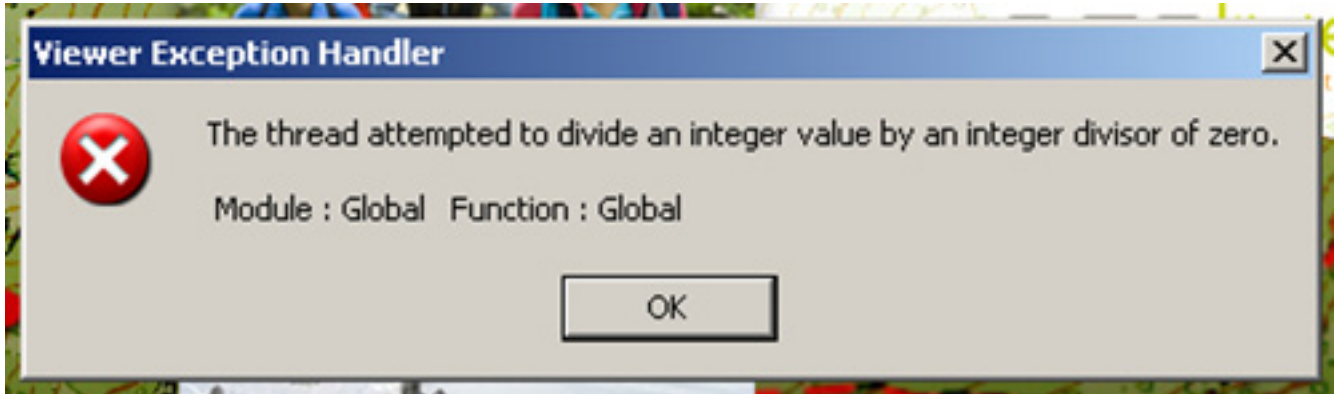 Viewer Exception Handler
The thread attempted to divide an integer value by an integer divisor of zero.
Module : Global Function : Global
OK